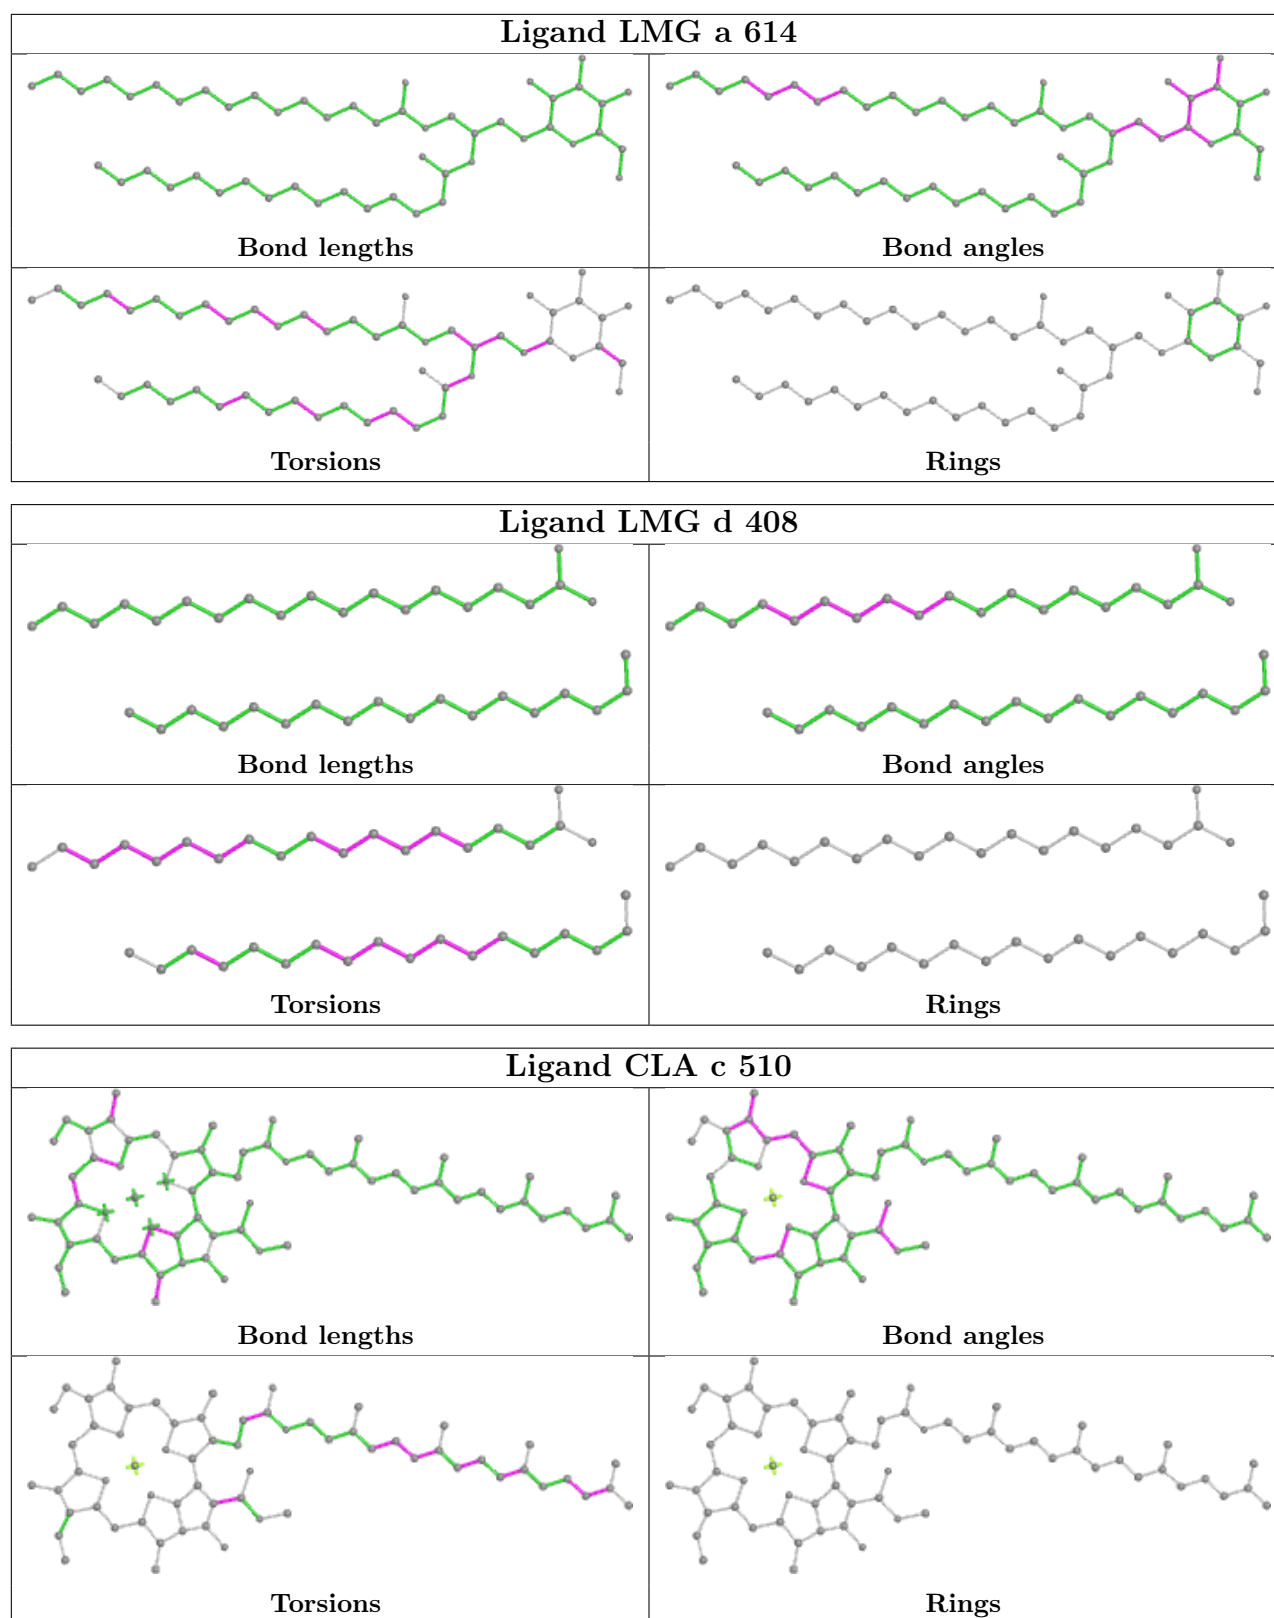 Ligand LMG a 614
Bond lengths
Bond angles
Torsions
Rings
Ligand LMG d 408
Bond lengths
Bond angles
Torsions
Rings
Ligand CLA c 510
Bond lengths
Bond angles
Torsions
Rings